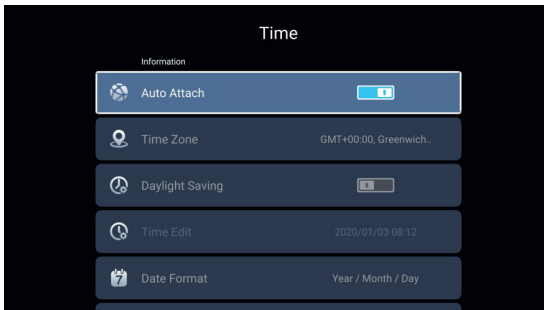 Time
Information
Auto Attach
Time Zone GMT+00:00, Greenwich..
Daylight Saving
Time Edit 2020/01/03 08:12
7 Date Format Year / Month / Day